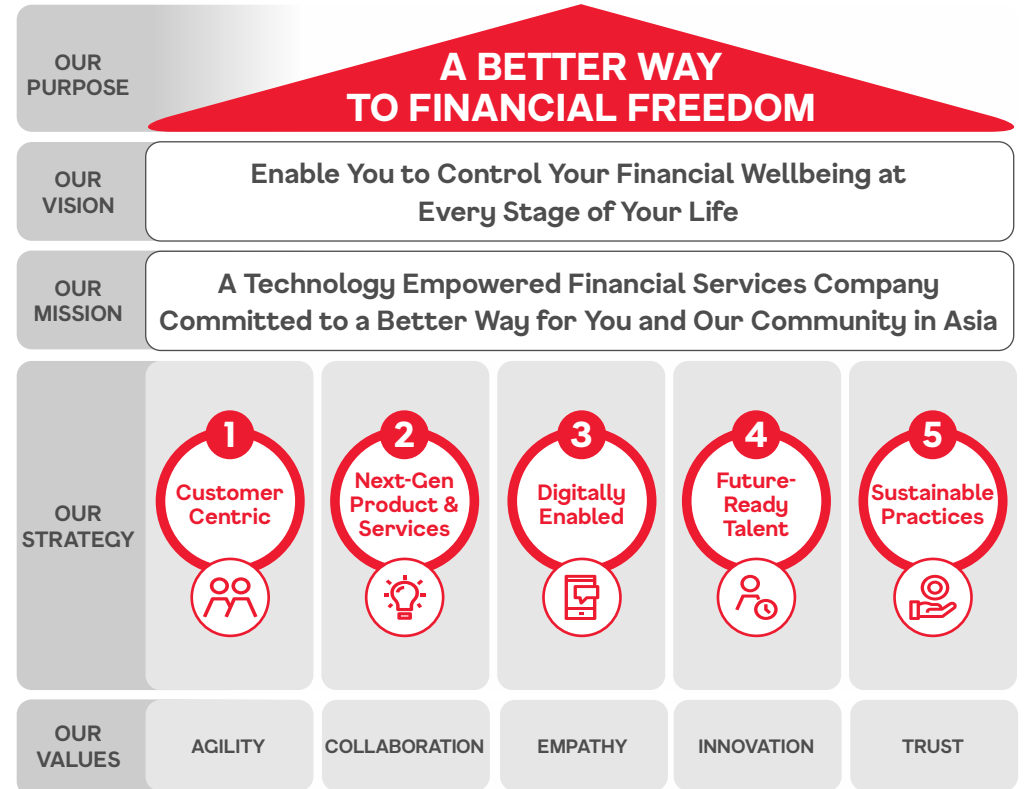 OUR
PURPOSE
A BETTER WAY
TO FINANCIAL FREEDOM
OUR
VISION
Enable You to Control Your Financial Wellbeing at
Every Stage of Your Life
OUR
MISSION
A Technology Empowered Financial Services Company
Committed to a Better Way for You and Our Community in Asia
OUR
STRATEGY
1
Customer
Centric
2
Next-Gen
Product &
Services
3
Digitally
Enabled
4
Future-
Ready
Talent
5
Sustainable
Practices
OUR
VALUES
AGILITY
COLLABORATION
EMPATHY
INNOVATION
TRUST